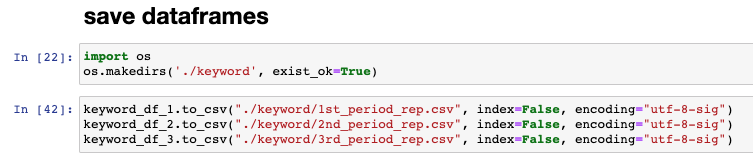 save dataframes
In [22]: import os
os.makedirs('./keyword', exist_ok=True)
In [42]: keyword_df_1.to_csv("./keyword/1st_period_rep.csv", index=False, encoding="utf-8-sig")
keyword_df_2.to_csv("./keyword/2nd_period_rep.csv", index=False, encoding="utf-8-sig")
keyword_df_3.to_csv("./keyword/3rd_period_rep.csv", index=False, encoding="utf-8-sig")